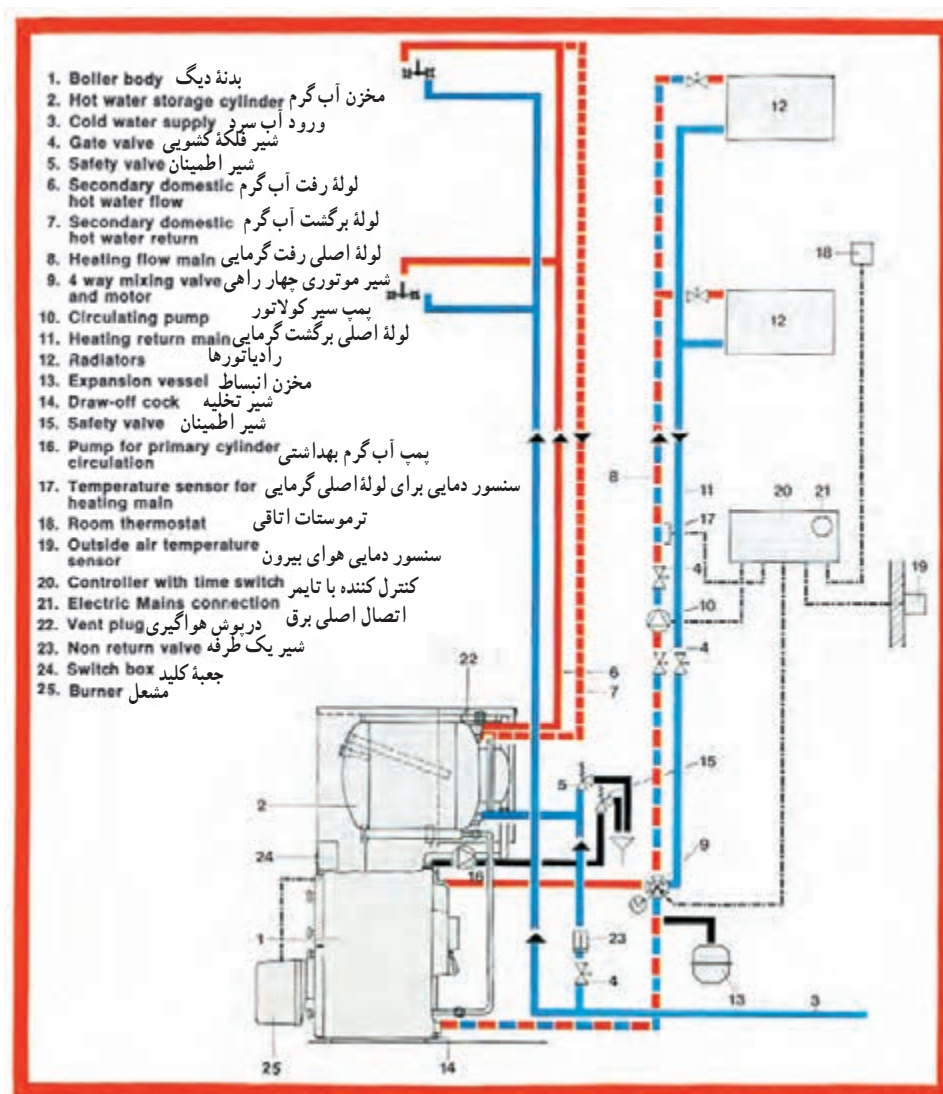 1. Boller body بدنهٔ دیگ
2. Hot water storage cylinder مخزن آب گرم
3. Cold water supply ورود آب سرد
4. Gate valve شیر فلکهٔ کشویی
5. Safety valve شیر اطمینان
6. Secondary domestic لولهٔ رفت آب گرم
hot water flow
7. Secondary domestic لولهٔ برگشت آب گرم
hot water return
8. Heating flow main لولهٔ اصلی رفت گرمایی
9. 4 way mixing valve شیر موتوری چهار راهی
and motor
10. Circulating pump پمپ سیر کولاتور
11. Heating return main لولهٔ اصلی برگشت گرمایی
12. Radiators رادیاتورها
13. Expansion vessel مخزن انبساط
14. Draw-off cock شیر تخلیه
15. Safety valve شیر اطمینان
16. Pump for primary cylinder پمپ آب گرم بهداشتی
circulation
17. Temperature sensor for سنسور دمایی برای لولهٔ اصلی گرمایی
heating main
18. Room thermostat ترموستات اتاقی
19. Outside air temperature
sensor سنسور دمایی هوای بیرون
20. Controller with time switch کنترل کننده با تایمر
21. Electric Mains connection اتصال اصلی برق
22. Vent plug درپوش هواگیری
23. Non return valve شیر یک طرفه
24. Switch box جعبهٔ کلید
25. Burner مشعل
12
18
12
8
11
20
21
17
4
19
10
4
22
6
7
15
5
2
9
24
16
1
23
4
13
3
25
14